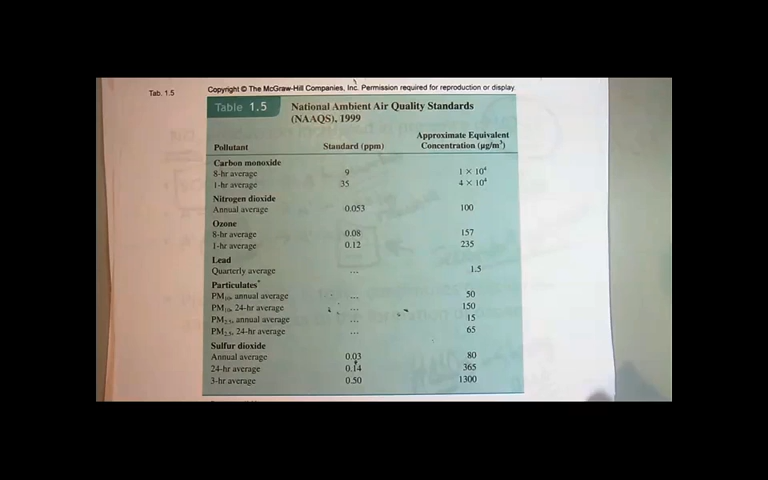 Tab. 1.5
Copyright © The McGraw-Hill Companies, Inc. Permission required for reproduction or display
Table 1.5 National Ambient Air Quality Standards
(NAAQS), 1999
Approximate Equivalent
Pollutant Standard (ppm) Concentration (µg/m³)
Carbon monoxide
8-hr average 9 1 × 10⁴
1-hr average 35 4 × 10⁴
Nitrogen dioxide
Annual average 0.053 100
Ozone
8-hr average 0.08 157
1-hr average 0.12 235
Lead
Quarterly average ... 1.5
Particulates*
PM₁₀, annual average ... 50
PM₁₀, 24-hr average ... 150
PM₂.₅, annual average ... 15
PM₂.₅, 24-hr average ... 65
Sulfur dioxide
Annual average 0.03 80
24-hr average 0.14 365
3-hr average 0.50 1300